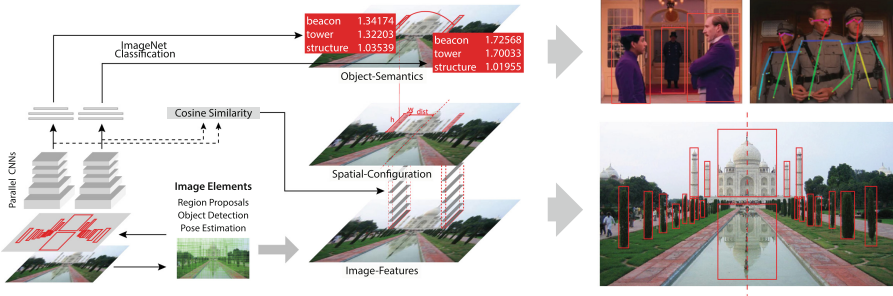 beacon 1.34174
tower 1.32203
structure 1.03539
beacon 1.72568
tower 1.70033
structure 1.01955
ImageNet
Classification
Object-Semantics
Cosine Similarity
w
dist
h
Spatial-Configuration
Parallel CNNs
Image Elements
Region Proposals
Object Detection
Pose Estimation
Image-Features